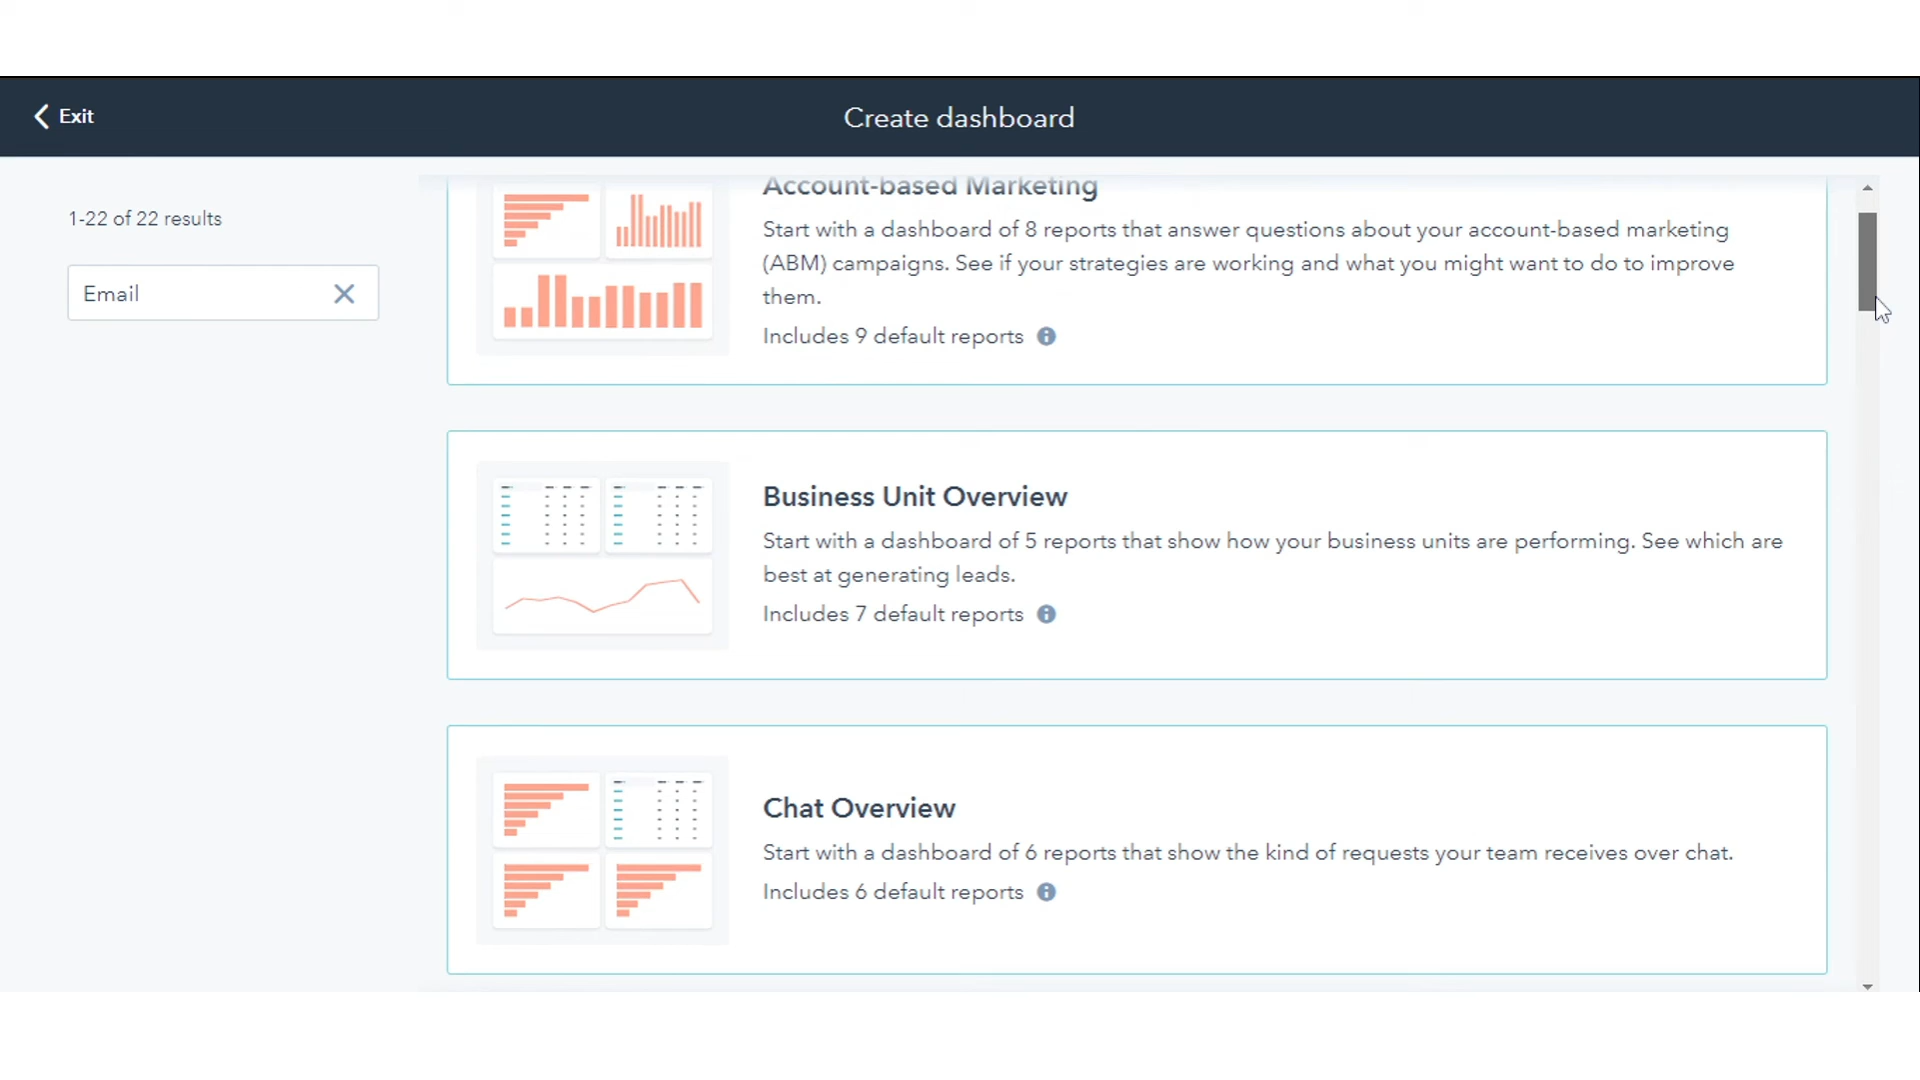 Exit
Create dashboard
1-22 of 22 results
Email
Account-based Marketing
Start with a dashboard of 8 reports that answer questions about your account-based marketing
(ABM) campaigns. See if your strategies are working and what you might want to do to improve
them.
Includes 9 default reports
Business Unit Overview
Start with a dashboard of 5 reports that show how your business units are performing. See which are
best at generating leads.
Includes 7 default reports
Chat Overview
Start with a dashboard of 6 reports that show the kind of requests your team receives over chat.
Includes 6 default reports